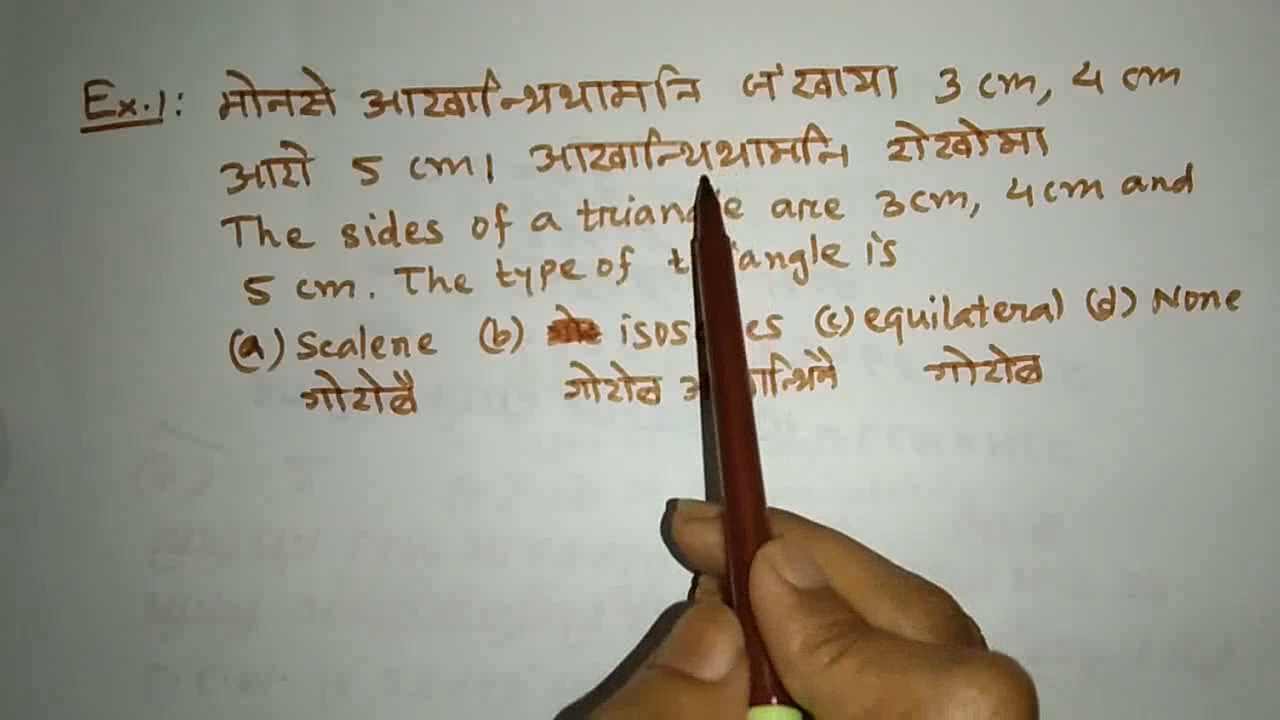 Ex.1: मोनसे आखान्थिथामनि जं खाया 3 cm, 4 cm
आरो 5 cm। आखान्थिथामनि रोखोमा
The sides of a triangle are 3cm, 4cm and
5 cm. The type of triangle is
(a) Scalene (b) isosceles (c) equilateral (d) None
गोरोबै गोरोब गोरोब